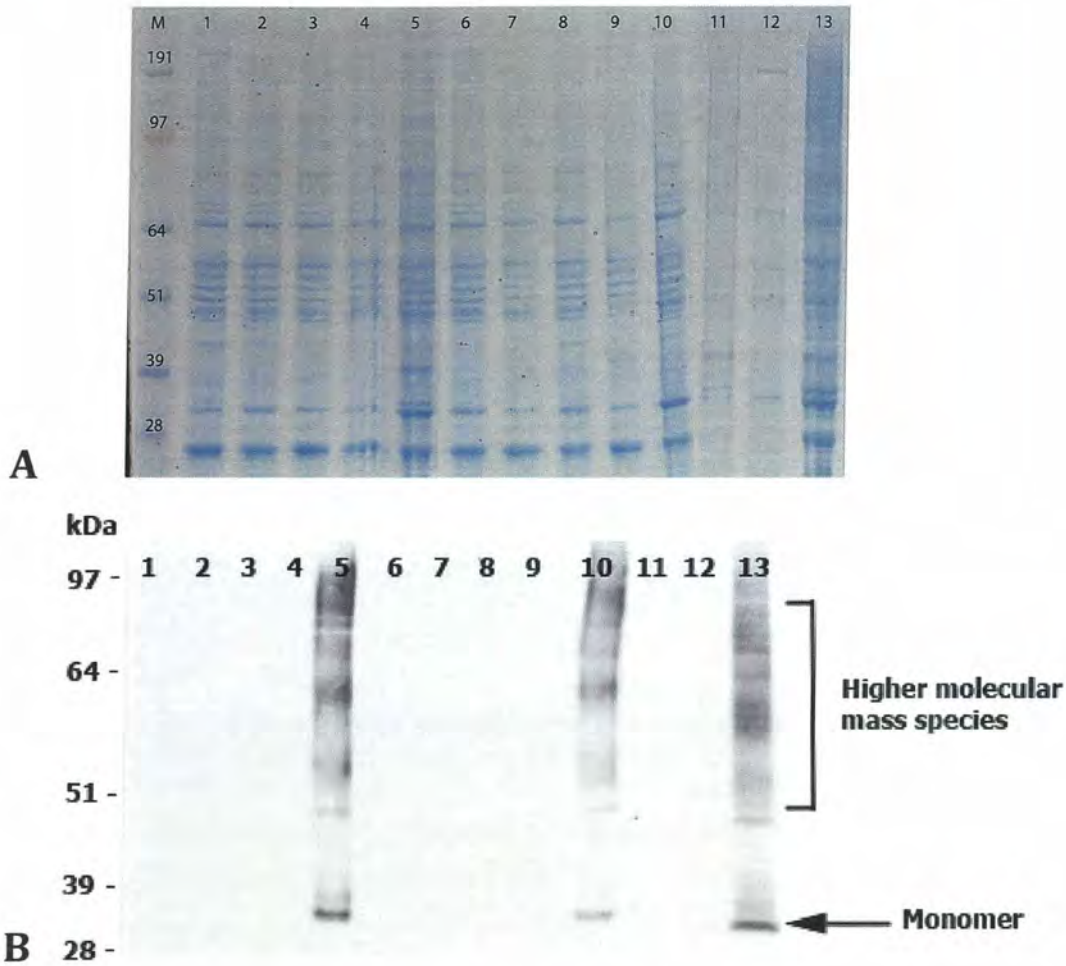 M 1 2 3 4 5 6 7 8 9 10 11 12 13
191
97
64
51
39
28
A
kDa
1 2 3 4 5 6 7 8 9 10 11 12 13
97 -
64 -
Higher molecular
mass species
51 -
39 -
Monomer
B 28 -